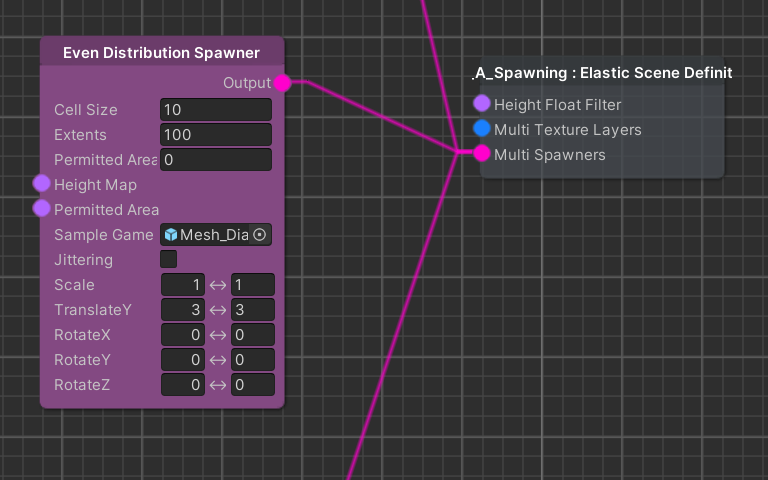 Even Distribution Spawner
Output
Cell Size 10
Extents 100
Permitted Area 0
Height Map
Permitted Area
Sample Game Mesh_Dia
Jittering
Scale 1 ↔ 1
TranslateY 3 ↔ 3
RotateX 0 ↔ 0
RotateY 0 ↔ 0
RotateZ 0 ↔ 0
_A_Spawning : Elastic Scene Definit
Height Float Filter
Multi Texture Layers
Multi Spawners